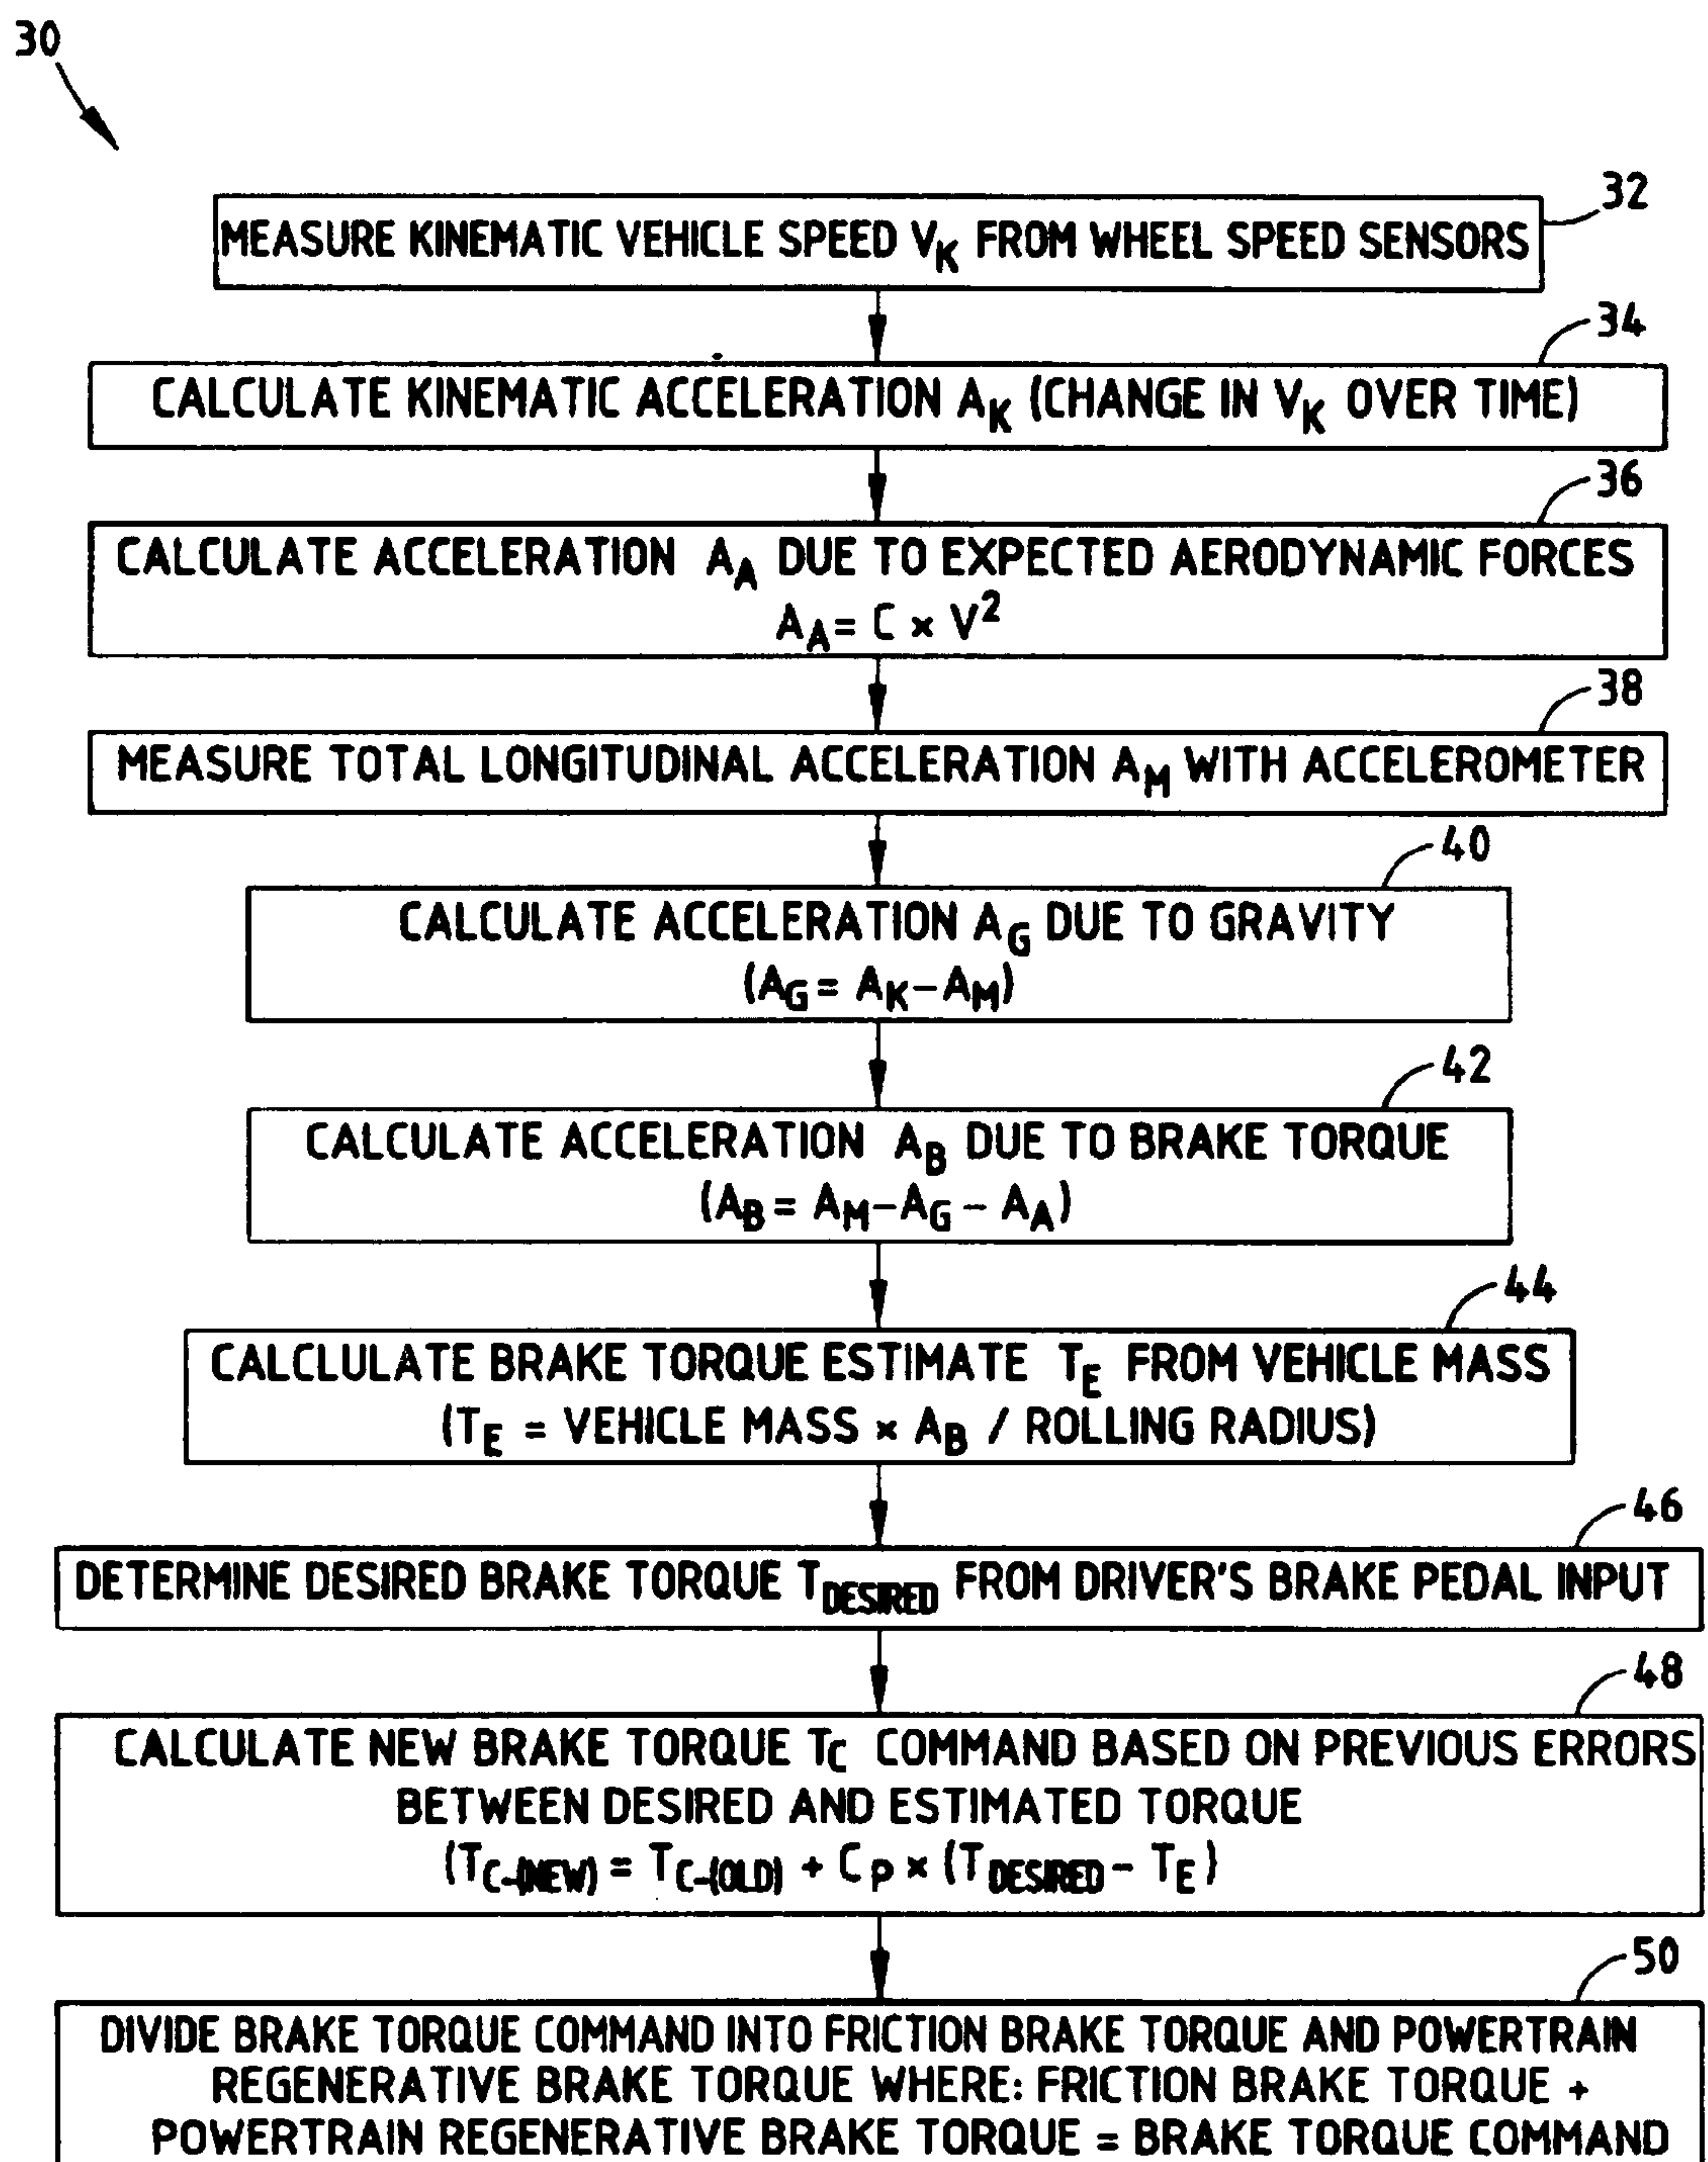 30
32
MEASURE KINEMATIC VEHICLE SPEED VK FROM WHEEL SPEED SENSORS
34
CALCULATE KINEMATIC ACCELERATION AK (CHANGE IN VK OVER TIME)
36
CALCULATE ACCELERATION AA DUE TO EXPECTED AERODYNAMIC FORCES
AA = C × V²
38
MEASURE TOTAL LONGITUDINAL ACCELERATION AM WITH ACCELEROMETER
40
CALCULATE ACCELERATION AG DUE TO GRAVITY
(AG = AK – AM)
42
CALCULATE ACCELERATION AB DUE TO BRAKE TORQUE
(AB = AM – AG – AA)
44
CALCLULATE BRAKE TORQUE ESTIMATE TE FROM VEHICLE MASS
(TE = VEHICLE MASS × AB / ROLLING RADIUS)
46
DETERMINE DESIRED BRAKE TORQUE TDESIRED FROM DRIVER'S BRAKE PEDAL INPUT
48
CALCULATE NEW BRAKE TORQUE TC COMMAND BASED ON PREVIOUS ERRORS
BETWEEN DESIRED AND ESTIMATED TORQUE
(TC-(NEW) = TC-(OLD) + CP × (TDESIRED – TE)
50
DIVIDE BRAKE TORQUE COMMAND INTO FRICTION BRAKE TORQUE AND POWERTRAIN
REGENERATIVE BRAKE TORQUE WHERE: FRICTION BRAKE TORQUE +
POWERTRAIN REGENERATIVE BRAKE TORQUE = BRAKE TORQUE COMMAND